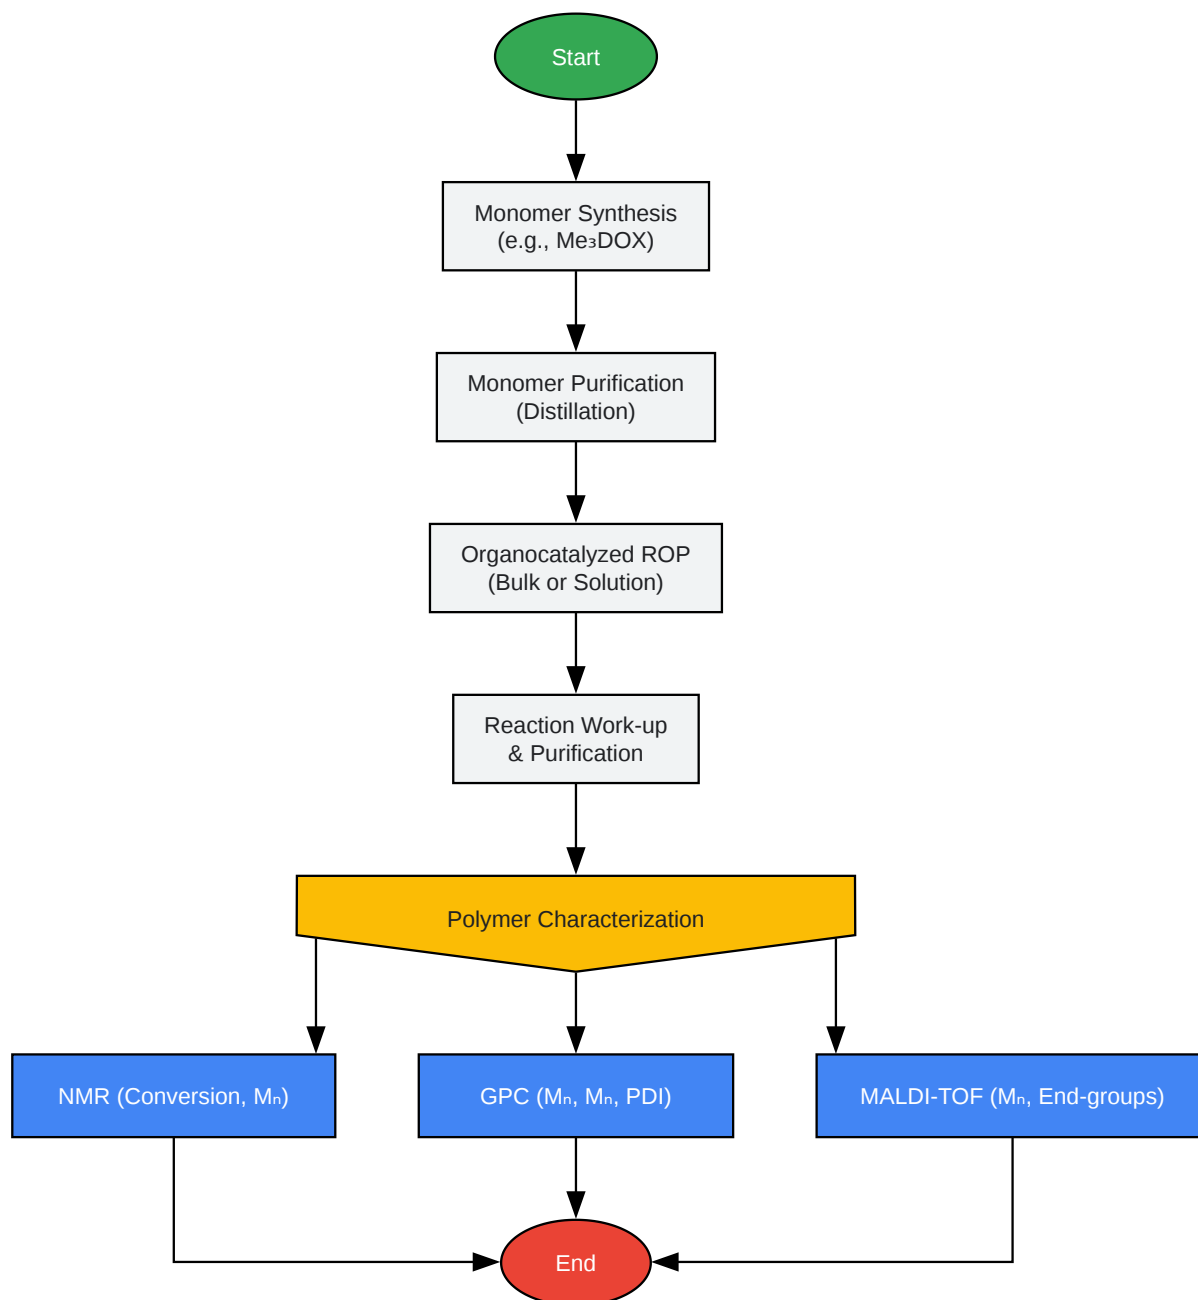 Start
Monomer Synthesis
(e.g., Me₃DOX)
Monomer Purification
(Distillation)
Organocatalyzed ROP
(Bulk or Solution)
Reaction Work-up
& Purification
Polymer Characterization
NMR (Conversion, Mₙ)
GPC (Mₙ, Mₙ, PDI)
MALDI-TOF (Mₙ, End-groups)
End